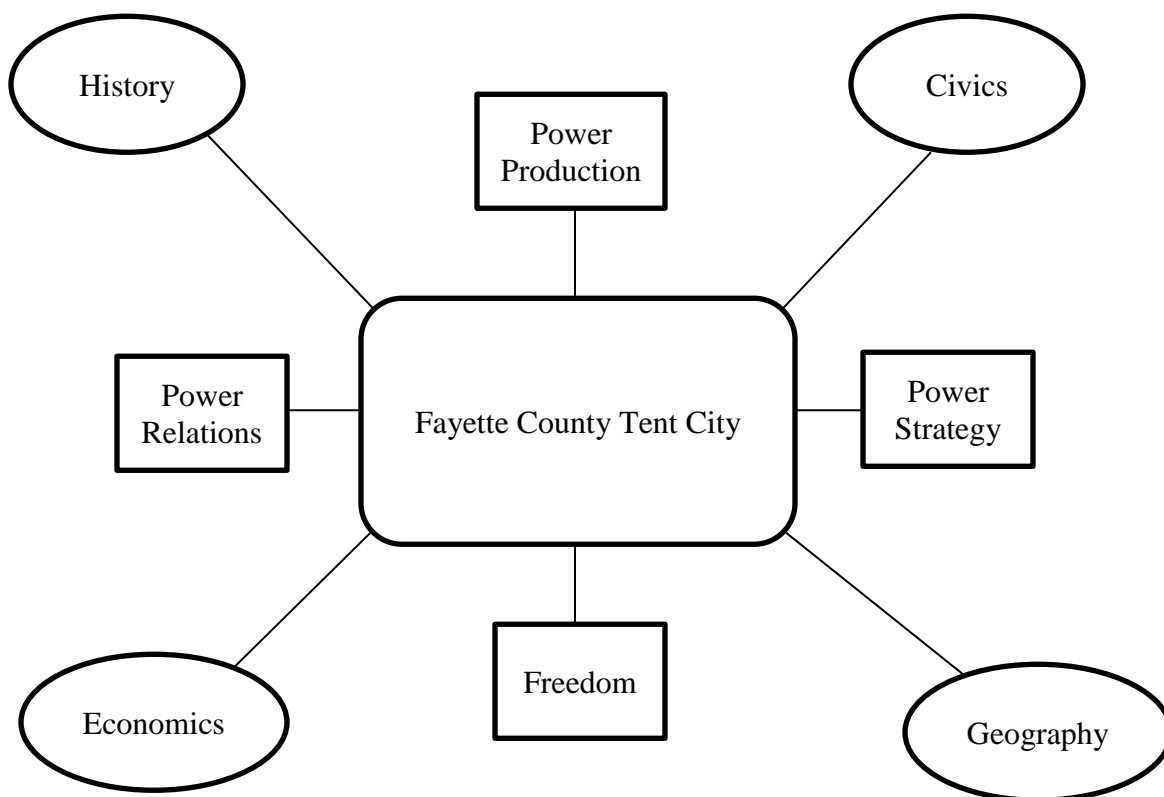 History
Civics
Power
Production
Power
Relations
Fayette County Tent City
Power
Strategy
Freedom
Economics
Geography